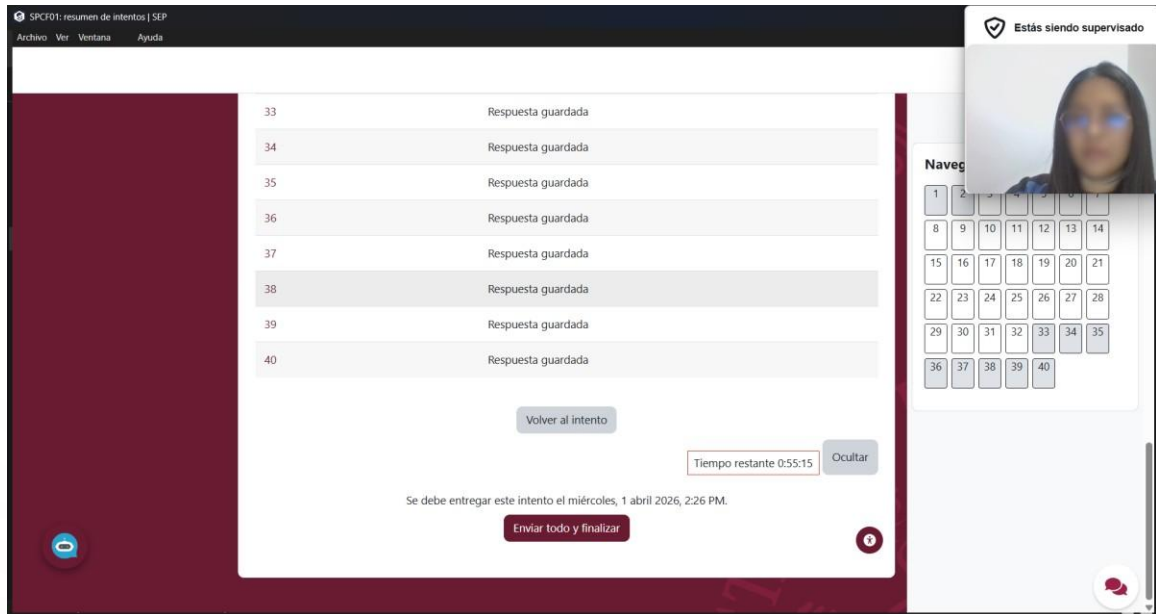 SPCF01: resumen de intentos | SEP
Archivo Ver Ventana Ayuda
Estás siendo supervisado
33 Respuesta guardada
34 Respuesta guardada
35 Respuesta guardada
36 Respuesta guardada
37 Respuesta guardada
38 Respuesta guardada
39 Respuesta guardada
40 Respuesta guardada
Volver al intento
Tiempo restante 0:55:15 Ocultar
Se debe entregar este intento el miércoles, 1 abril 2026, 2:26 PM.
Enviar todo y finalizar
Naveg
1 2 3 4 5 6 7
8 9 10 11 12 13 14
15 16 17 18 19 20 21
22 23 24 25 26 27 28
29 30 31 32 33 34 35
36 37 38 39 40